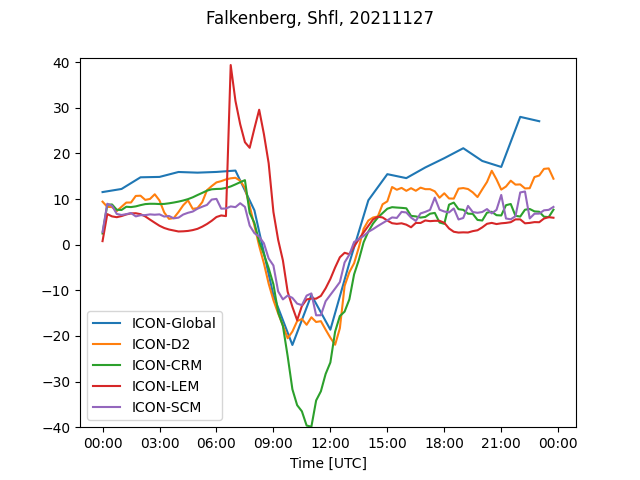 Falkenberg, Shfl, 20211127
40
30
20
10
0
−10
−20
−30
−40
ICON-Global
ICON-D2
ICON-CRM
ICON-LEM
ICON-SCM
00:00 03:00 06:00 09:00 12:00 15:00 18:00 21:00 00:00
Time [UTC]